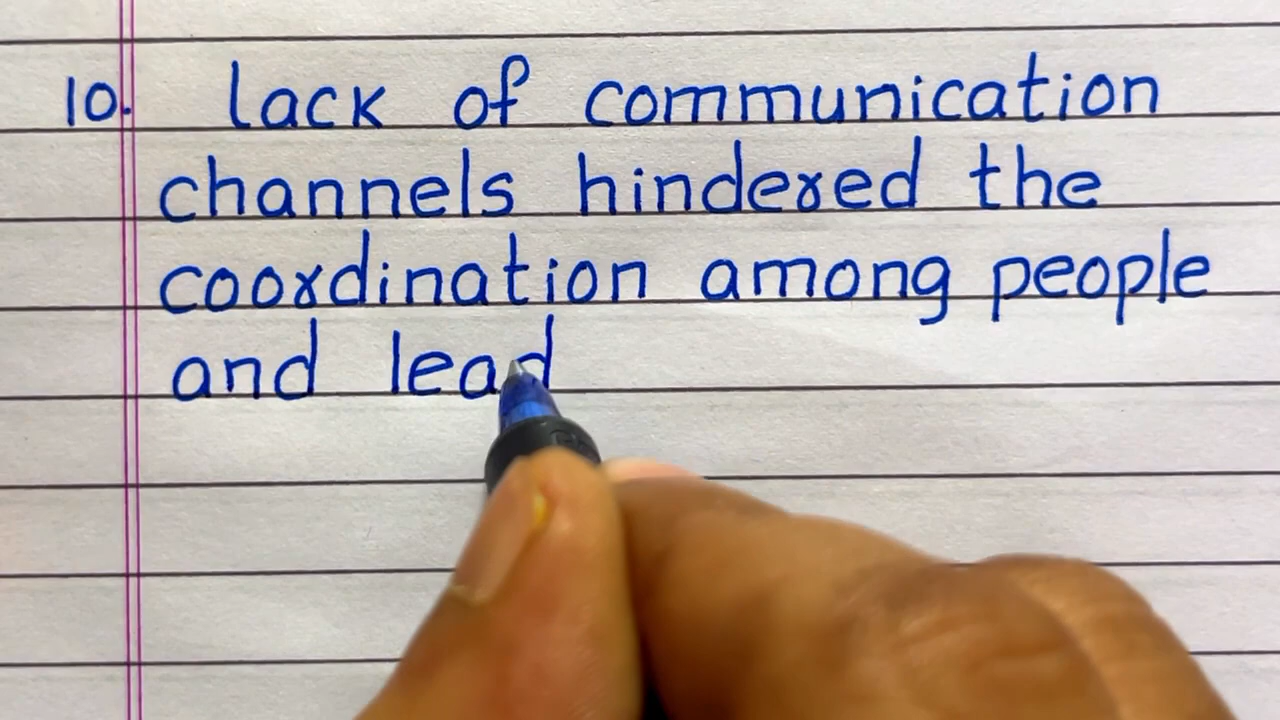 10. lack of communication
channels hindered the
coordination among people
and lead